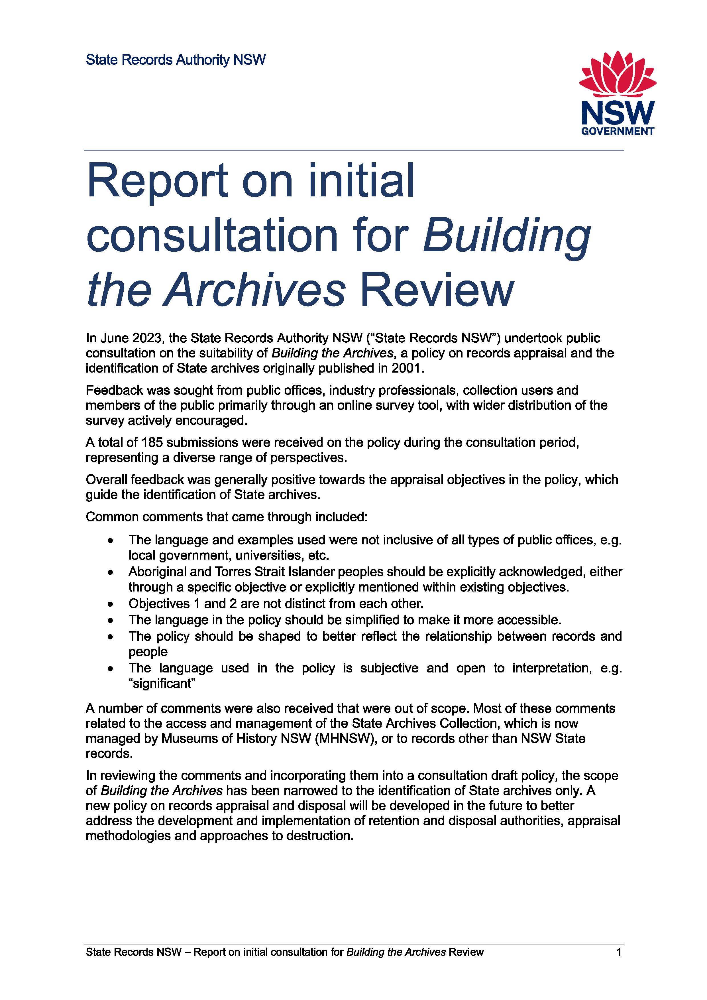 State Records Authority NSW
NSW
GOVERNMENT
Report on initial
consultation for Building
the Archives Review
In June 2023, the State Records Authority NSW (“State Records NSW”) undertook public
consultation on the suitability of Building the Archives, a policy on records appraisal and the
identification of State archives originally published in 2001.
Feedback was sought from public offices, industry professionals, collection users and
members of the public primarily through an online survey tool, with wider distribution of the
survey actively encouraged.
A total of 185 submissions were received on the policy during the consultation period,
representing a diverse range of perspectives.
Overall feedback was generally positive towards the appraisal objectives in the policy, which
guide the identification of State archives.
Common comments that came through included:
• The language and examples used were not inclusive of all types of public offices, e.g.
local government, universities, etc.
• Aboriginal and Torres Strait Islander peoples should be explicitly acknowledged, either
through a specific objective or explicitly mentioned within existing objectives.
• Objectives 1 and 2 are not distinct from each other.
• The language in the policy should be simplified to make it more accessible.
• The policy should be shaped to better reflect the relationship between records and
people
• The language used in the policy is subjective and open to interpretation, e.g.
“significant”
A number of comments were also received that were out of scope. Most of these comments
related to the access and management of the State Archives Collection, which is now
managed by Museums of History NSW (MHNSW), or to records other than NSW State
records.
In reviewing the comments and incorporating them into a consultation draft policy, the scope
of Building the Archives has been narrowed to the identification of State archives only. A
new policy on records appraisal and disposal will be developed in the future to better
address the development and implementation of retention and disposal authorities, appraisal
methodologies and approaches to destruction.
State Records NSW – Report on initial consultation for Building the Archives Review 1